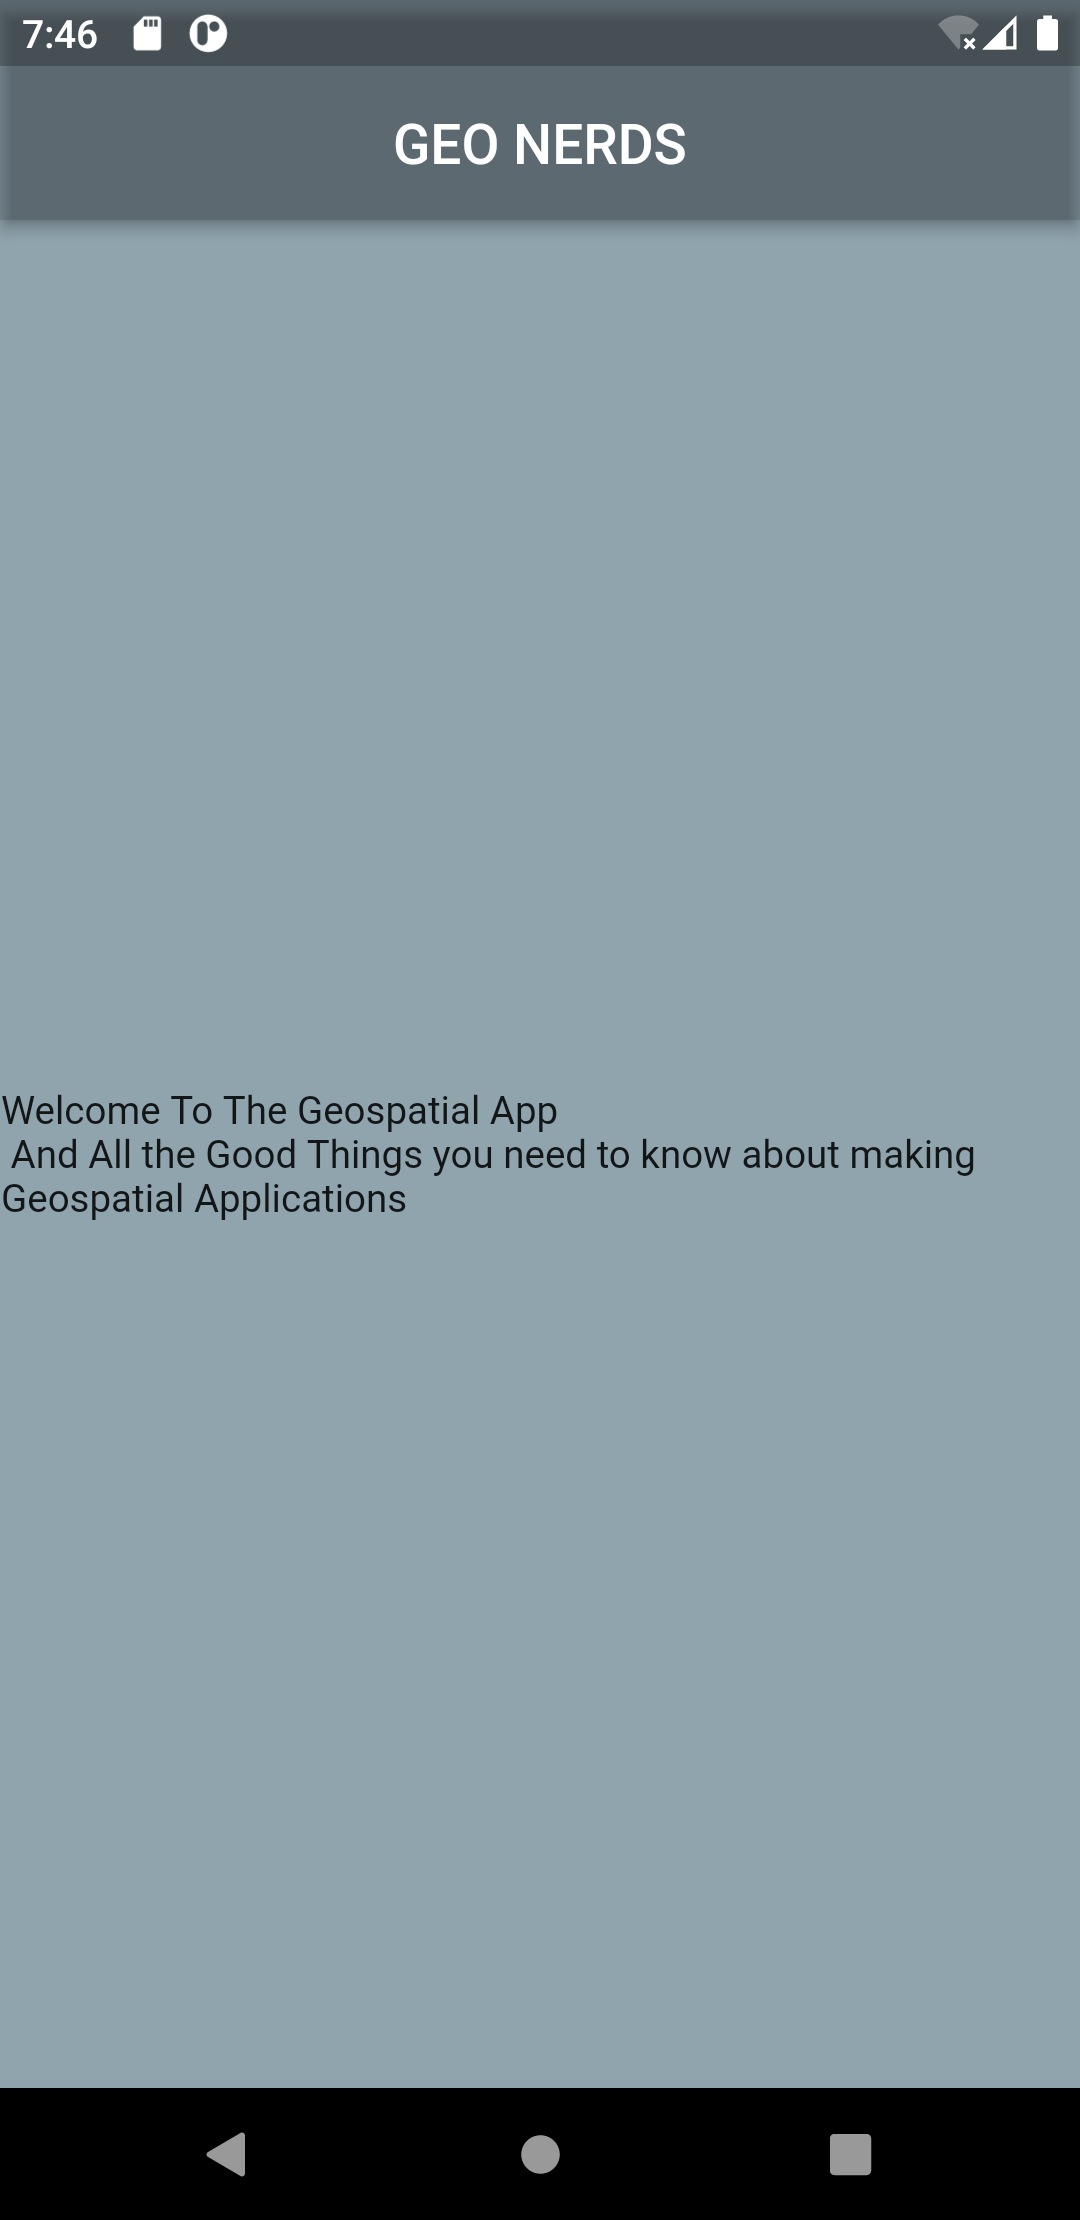 7:46
GEO NERDS
Welcome To The Geospatial App
And All the Good Things you need to know about making
Geospatial Applications